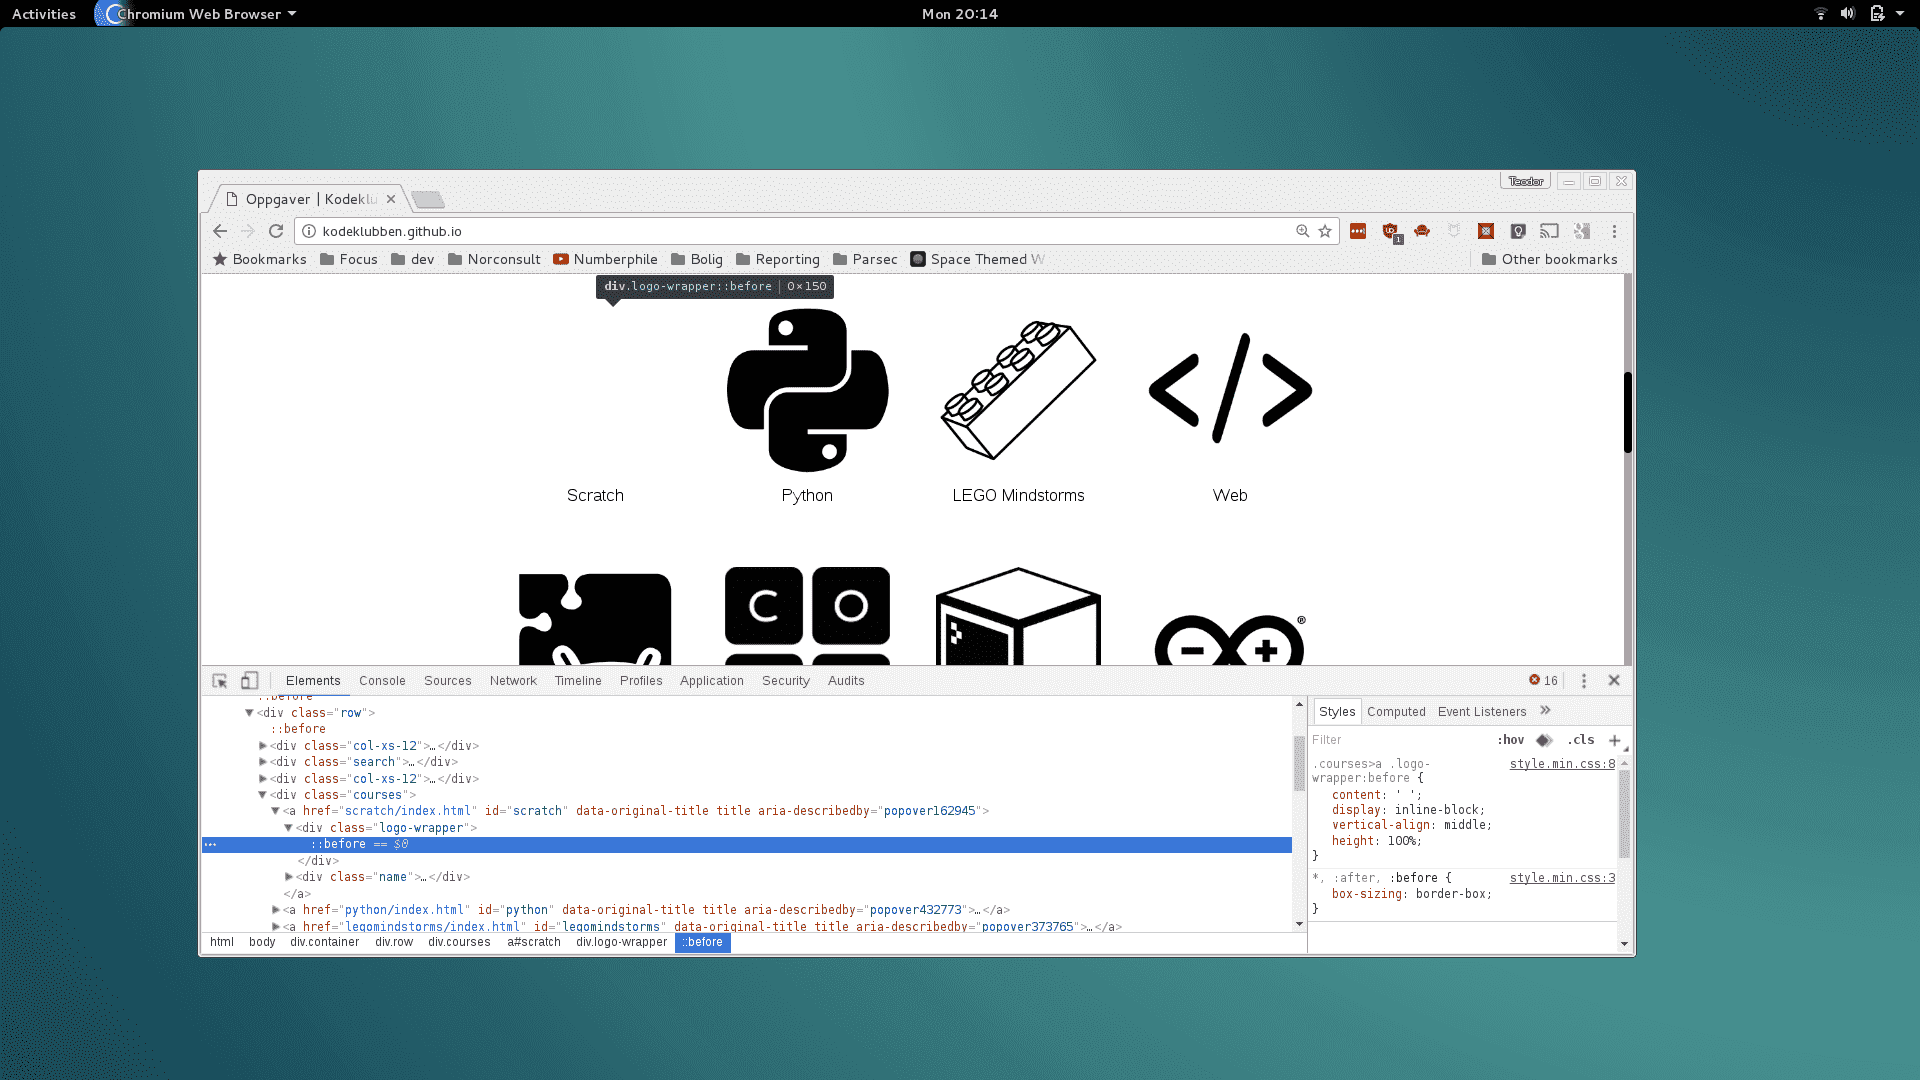 Activities
Chromium Web Browser
Mon 20:14
Teodor
Oppgaver | Kodeklu
kodeklubben.github.io
1
Bookmarks
Focus
dev
Norconsult
Numberphile
Bolig
Reporting
Parsec
Space Themed W
Other bookmarks
div.logo-wrapper::before | 0×150
Scratch
Python
LEGO Mindstorms
Web
C O
®
Elements Console Sources Network Timeline Profiles Application Security Audits
16
::before
<div class="row">
::before
<div class="col-xs-12">…</div>
<div class="search">…</div>
<div class="col-xs-12">…</div>
<div class="courses">
<a href="scratch/index.html" id="scratch" data-original-title title aria-describedby="popover162945">
<div class="logo-wrapper">
::before == $0
</div>
<div class="name">…</div>
</a>
<a href="python/index.html" id="python" data-original-title title aria-describedby="popover432773">…</a>
<a href="legomindstorms/index.html" id="legomindstorms" data-original-title title aria-describedby="popover373765">…</a>
html body div.container div.row div.courses a#scratch div.logo-wrapper ::before
Styles Computed Event Listeners »
Filter :hov .cls +
.courses>a .logo- style.min.css:8
wrapper:before {
content: ' ';
display: inline-block;
vertical-align: middle;
height: 100%;
}
*, :after, :before { style.min.css:3
box-sizing: border-box;
}